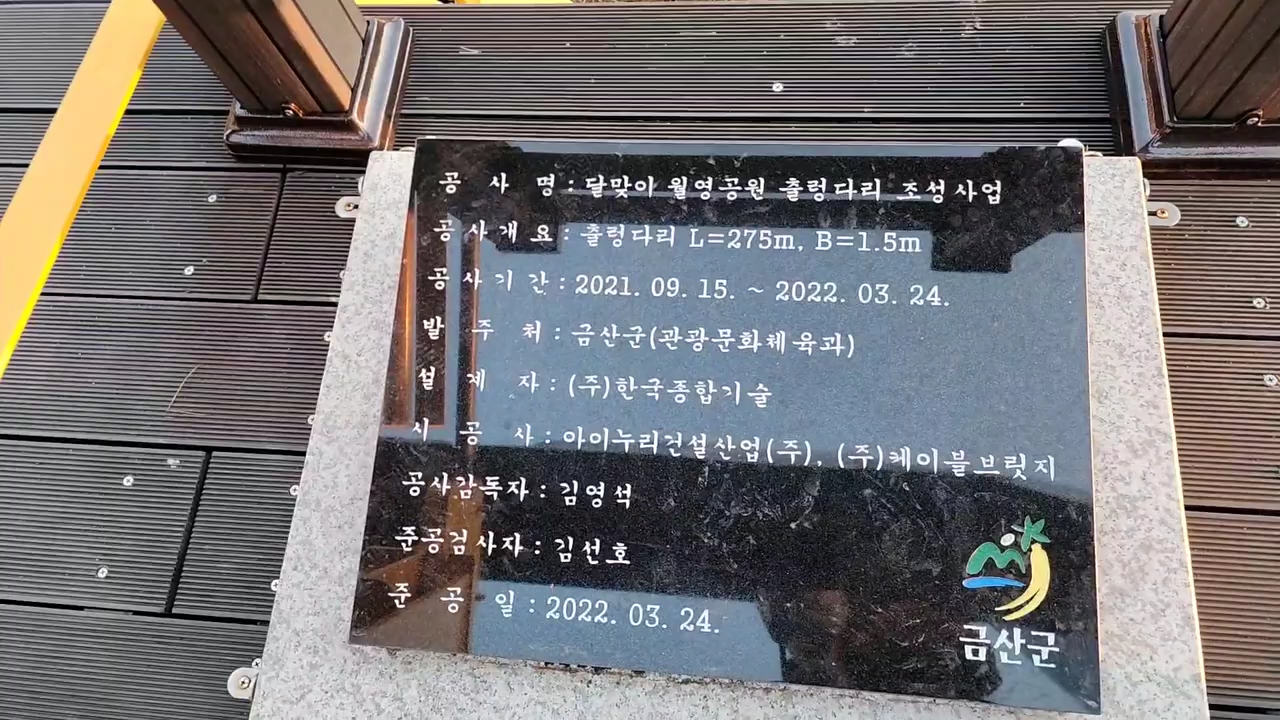 공 사 명 : 달맞이 월영공원 출렁다리 조성사업
공사개요 : 출렁다리 L=275m, B=1.5m
공사기간 : 2021. 09. 15. ~ 2022. 03. 24.
발 주 처 : 금산군(관광문화체육과)
설 계 자 : (주)한국종합기술
시 공 사 : 아이누리건설산업(주), (주)케이블브릿지
공사감독자 : 김영석
준공검사자 : 김선호
준 공 일 : 2022. 03. 24.
금산군